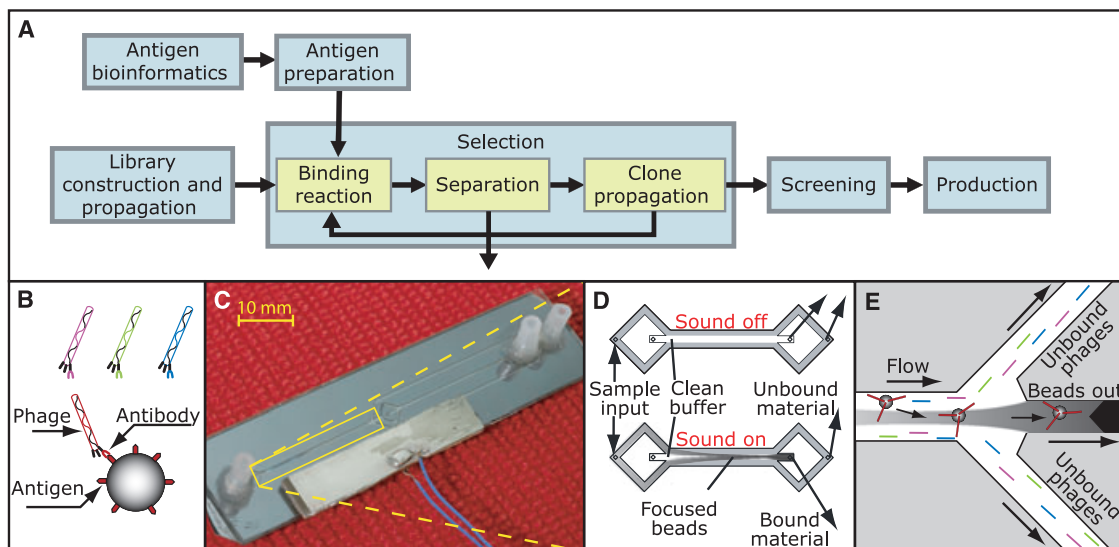 A
Antigen
bioinformatics
Antigen
preparation
Selection
Library
construction and
propagation
Binding
reaction
Separation
Clone
propagation
Screening
Production
B
Phage
Antibody
Antigen
C
10 mm
D
Sound off
Sample
input
Clean
buffer
Unbound
material
Sound on
Focused
beads
Bound
material
E
Flow
Unbound
phages
Beads out
Unbound
phages